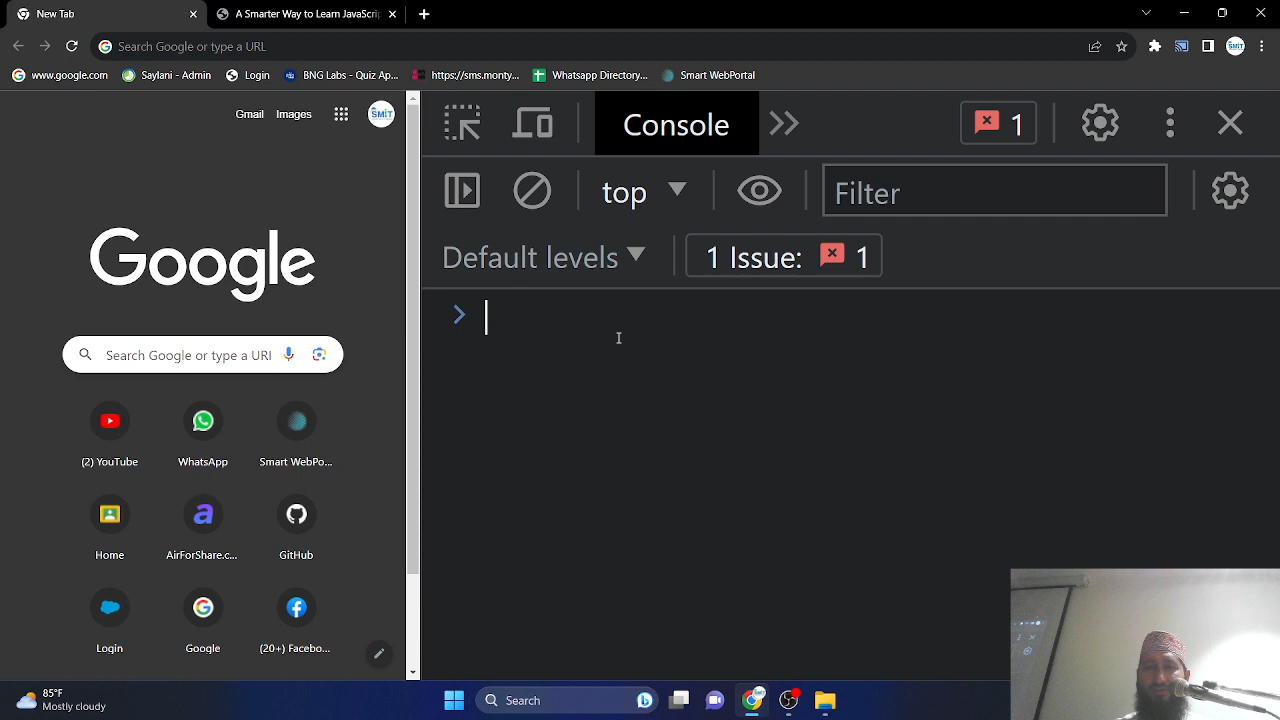 New Tab
A Smarter Way to Learn JavaScri
Search Google or type a URL
www.google.com
Saylani - Admin
Login
BNG Labs - Quiz Ap...
https://sms.monty...
Whatsapp Directory...
Smart WebPortal
Gmail
Images
SMIT
Console
1
top
Filter
Default levels
1 Issue:
1
Google
Search Google or type a URI
(2) YouTube
WhatsApp
Smart WebPo...
Home
AirForShare.c...
GitHub
Login
Google
(20+) Facebo...
85°F
Mostly cloudy
Search